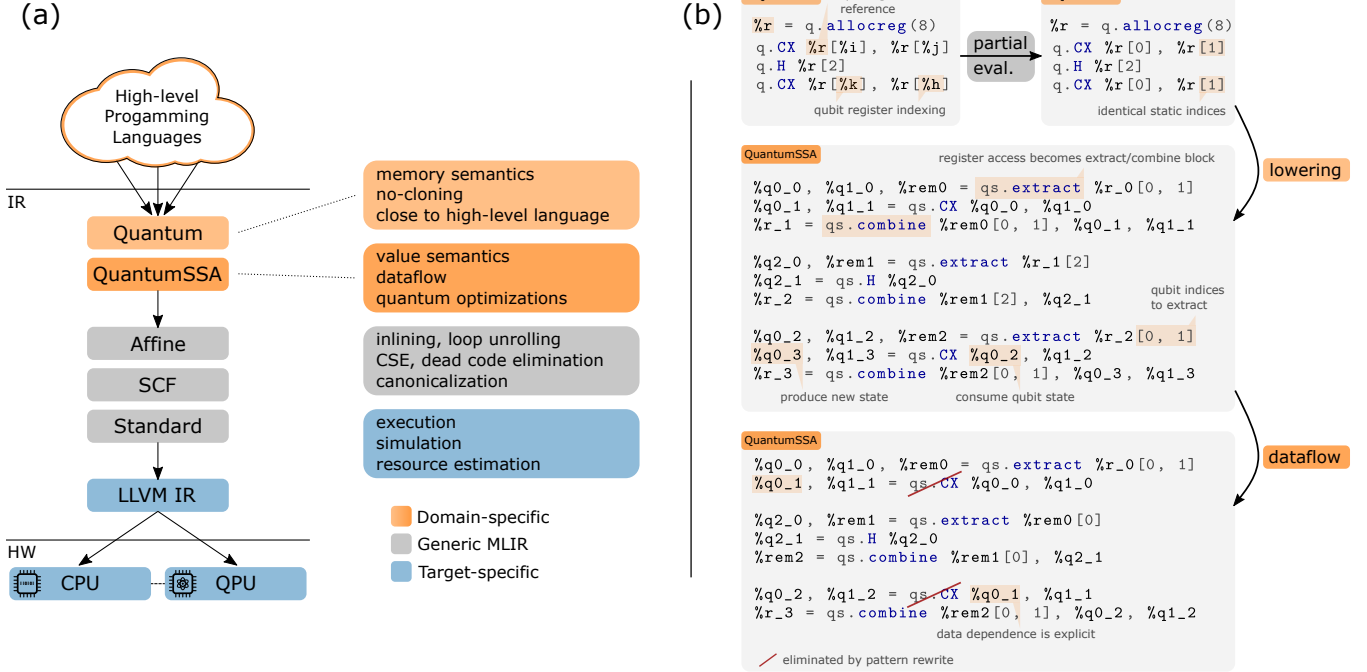 (a)
High-level
Progamming
Languages
IR
Quantum
QuantumSSA
Affine
SCF
Standard
LLVM IR
HW
CPU
QPU
memory semantics
no-cloning
close to high-level language
value semantics
dataflow
quantum optimizations
inlining, loop unrolling
CSE, dead code elimination
canonicalization
execution
simulation
resource estimation
Domain-specific
Generic MLIR
Target-specific
(b)
reference
%r = q.allocreg(8)
q.CX %r[%i], %r[%j]
q.H %r[2]
q.CX %r[%k], %r[%h]
qubit register indexing
partial
eval.
%r = q.allocreg(8)
q.CX %r[0], %r[1]
q.H %r[2]
q.CX %r[0], %r[1]
identical static indices
lowering
QuantumSSA
register access becomes extract/combine block
%q0_0, %q1_0, %rem0 = qs.extract %r_0[0, 1]
%q0_1, %q1_1 = qs.CX %q0_0, %q1_0
%r_1 = qs.combine %rem0[0, 1], %q0_1, %q1_1
%q2_0, %rem1 = qs.extract %r_1[2]
%q2_1 = qs.H %q2_0
%r_2 = qs.combine %rem1[2], %q2_1
qubit indices
to extract
%q0_2, %q1_2, %rem2 = qs.extract %r_2[0, 1]
%q0_3, %q1_3 = qs.CX %q0_2, %q1_2
%r_3 = qs.combine %rem2[0, 1], %q0_3, %q1_3
produce new state
consume qubit state
dataflow
QuantumSSA
%q0_0, %q1_0, %rem0 = qs.extract %r_0[0, 1]
%q0_1, %q1_1 = qs.CX %q0_0, %q1_0
%q2_0, %rem1 = qs.extract %rem0[0]
%q2_1 = qs.H %q2_0
%rem2 = qs.combine %rem1[0], %q2_1
%q0_2, %q1_2 = qs.CX %q0_1, %q1_1
%r_3 = qs.combine %rem2[0, 1], %q0_2, %q1_2
data dependence is explicit
eliminated by pattern rewrite